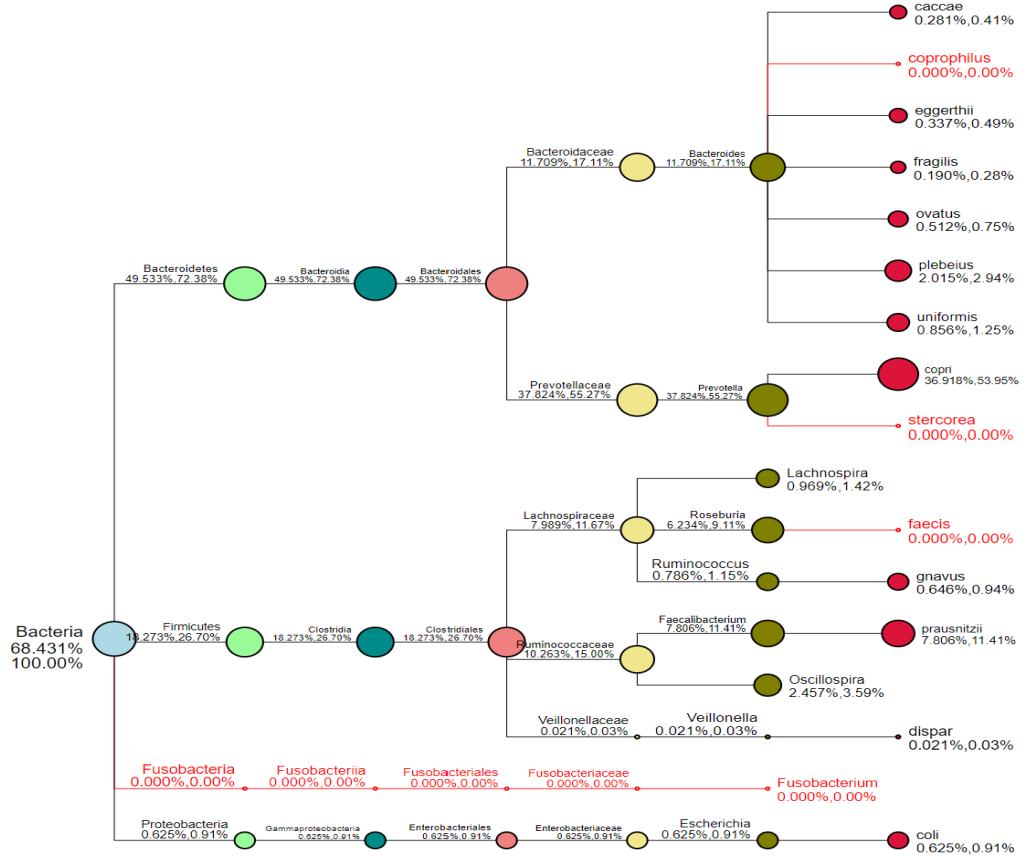 caccae
0.281%,0.41%
coprophilus
0.000%,0.00%
eggerthii
0.337%,0.49%
Bacteroidaceae
11.709%,17.11%
Bacteroides
11.709%,17.11%
fragilis
0.190%,0.28%
ovatus
0.512%,0.75%
Bacteroidetes
49.533%,72.38%
Bacteroidia
49.533%,72.38%
Bacteroidales
49.533%,72.38%
plebeius
2.015%,2.94%
uniformis
0.856%,1.25%
Prevotellaceae
37.824%,55.27%
Prevotella
37.824%,55.27%
copri
36.918%,53.95%
stercorea
0.000%,0.00%
Lachnospira
0.969%,1.42%
Lachnospiraceae
7.989%,11.67%
Roseburia
6.234%,9.11%
faecis
0.000%,0.00%
Ruminococcus
0.786%,1.15%
gnavus
0.646%,0.94%
Bacteria
68.431%
100.00%
Firmicutes
18.273%,26.70%
Clostridia
18.273%,26.70%
Clostridiales
18.273%,26.70%
Ruminococcaceae
10.263%,15.00%
Faecalibacterium
7.806%,11.41%
prausnitzii
7.806%,11.41%
Oscillospira
2.457%,3.59%
Veillonellaceae
0.021%,0.03%
Veillonella
0.021%,0.03%
dispar
0.021%,0.03%
Fusobacteria
0.000%,0.00%
Fusobacteriia
0.000%,0.00%
Fusobacteriales
0.000%,0.00%
Fusobacteriaceae
0.000%,0.00%
Fusobacterium
0.000%,0.00%
Proteobacteria
0.625%,0.91%
Gammaproteobacteria
0.625%,0.91%
Enterobacteriales
0.625%,0.91%
Enterobacteriaceae
0.625%,0.91%
Escherichia
0.625%,0.91%
coli
0.625%,0.91%